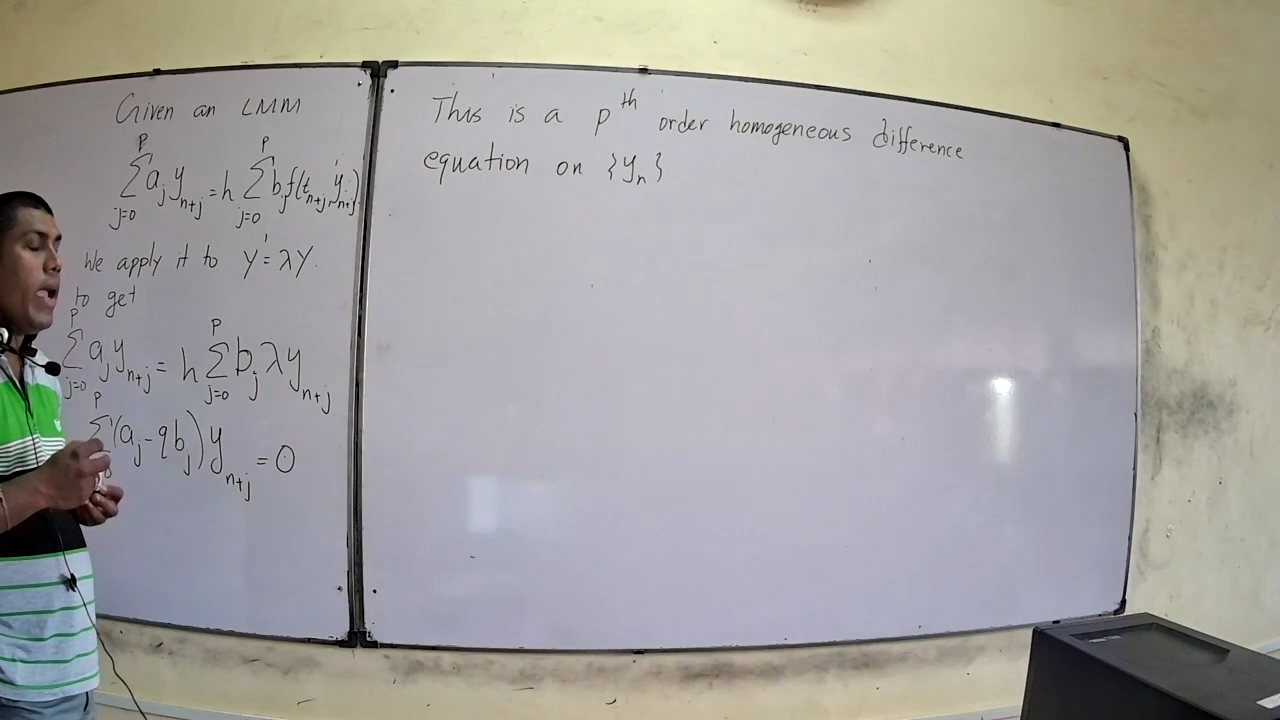 Given an LMM
∑_{j=0}^{p} a_j y_{n+j} = h ∑_{j=0}^{p} b_j f(t_{n+j}, y_{n+j})
We apply it to Y' = λY.
to get
∑_{j=0}^{p} a_j y_{n+j} = h ∑_{j=0}^{p} b_j λ y_{n+j}
∑^{p} (a_j - q b_j) y_{n+j} = 0
This is a p^{th} order homogeneous difference
equation on {y_n}